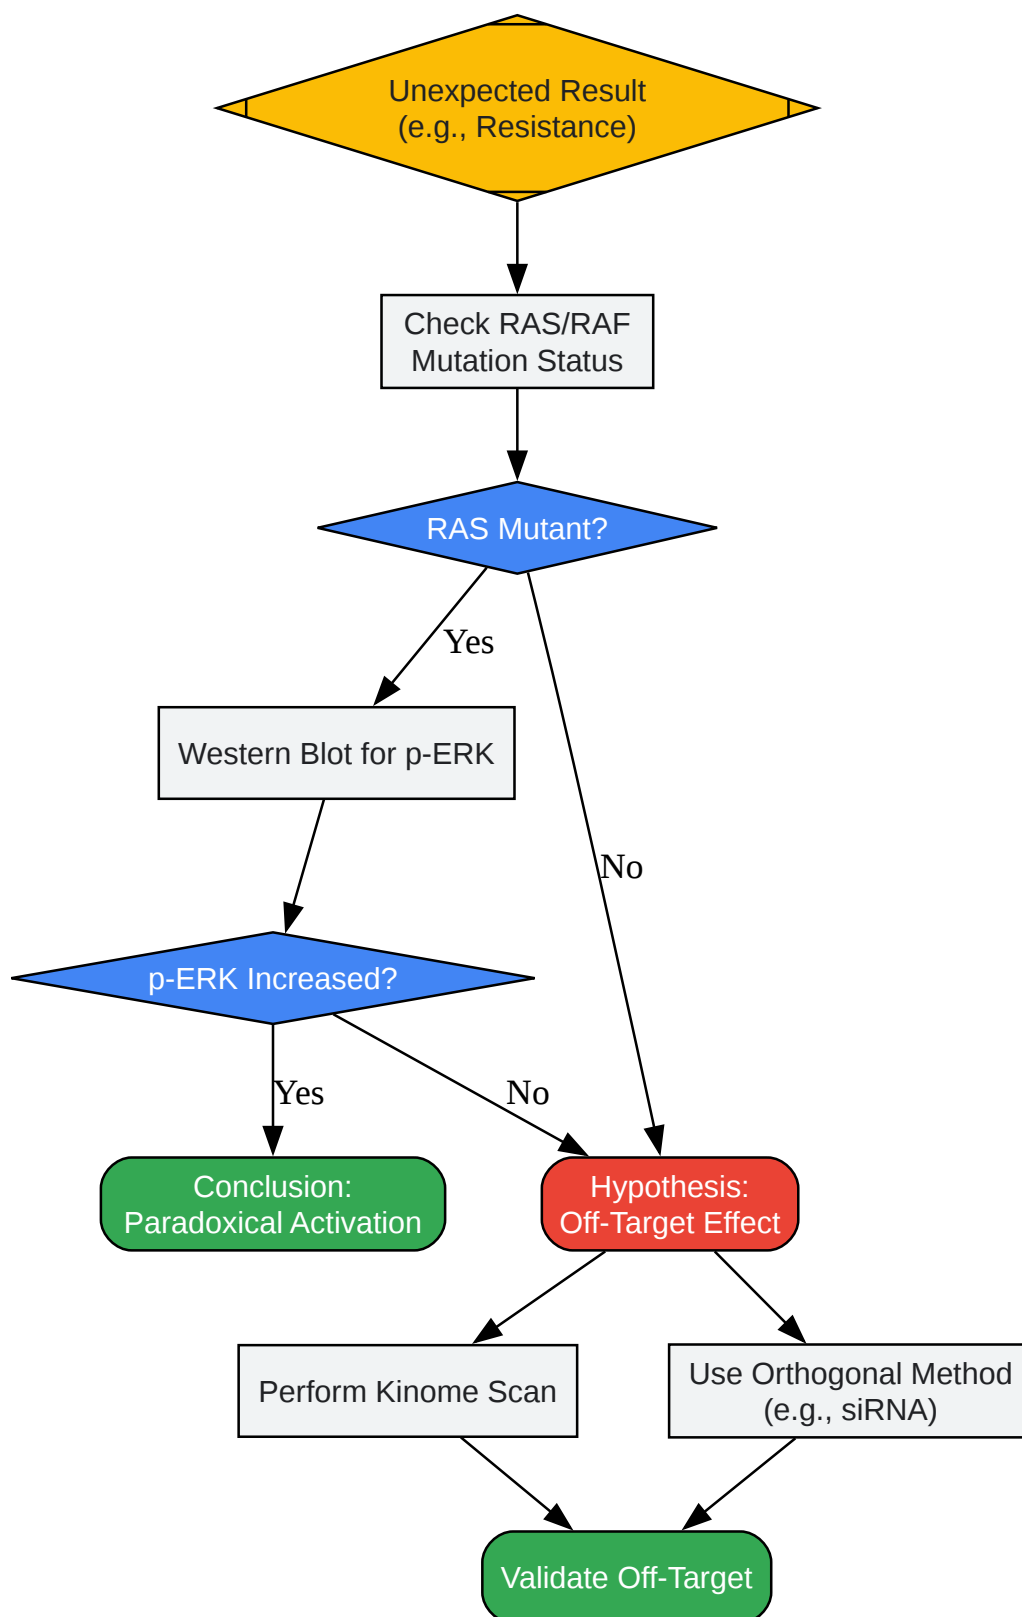 Unexpected Result
(e.g., Resistance)
Check RAS/RAF
Mutation Status
RAS Mutant?
Yes
Western Blot for p-ERK
No
p-ERK Increased?
Yes
No
Conclusion:
Paradoxical Activation
Hypothesis:
Off-Target Effect
Perform Kinome Scan
Use Orthogonal Method
(e.g., siRNA)
Validate Off-Target